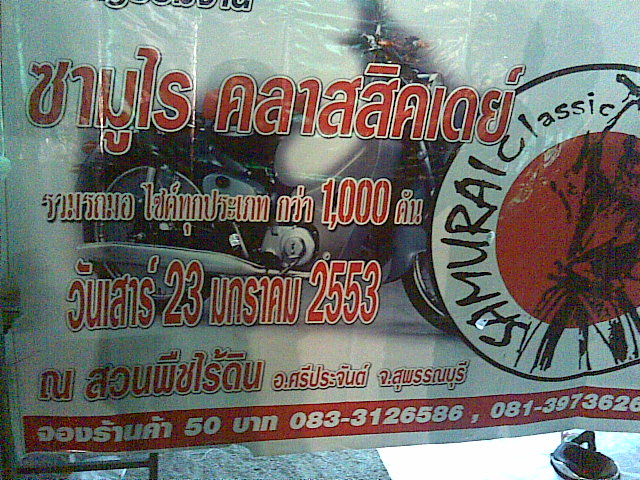 ซามูไร คลาสสิคเดย์
SAMURAI Classic
รวมรถมอ ไซค์ทุกประเภท กว่า 1,000 คัน
วันเสาร์ 23 มกราคม 2553
ณ สวนพืชไร้ดิน อ.ศรีประจันต์ จ.สุพรรณบุรี
จองร้านค้า 50 บาท 083-3126586 , 081-3973626